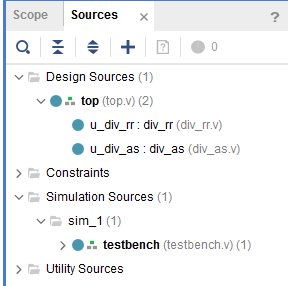 Scope Sources × ?
? 0
Design Sources (1)
top (top.v) (2)
u_div_rr : div_rr (div_rr.v)
u_div_as : div_as (div_as.v)
Constraints
Simulation Sources (1)
sim_1 (1)
testbench (testbench.v) (1)
Utility Sources